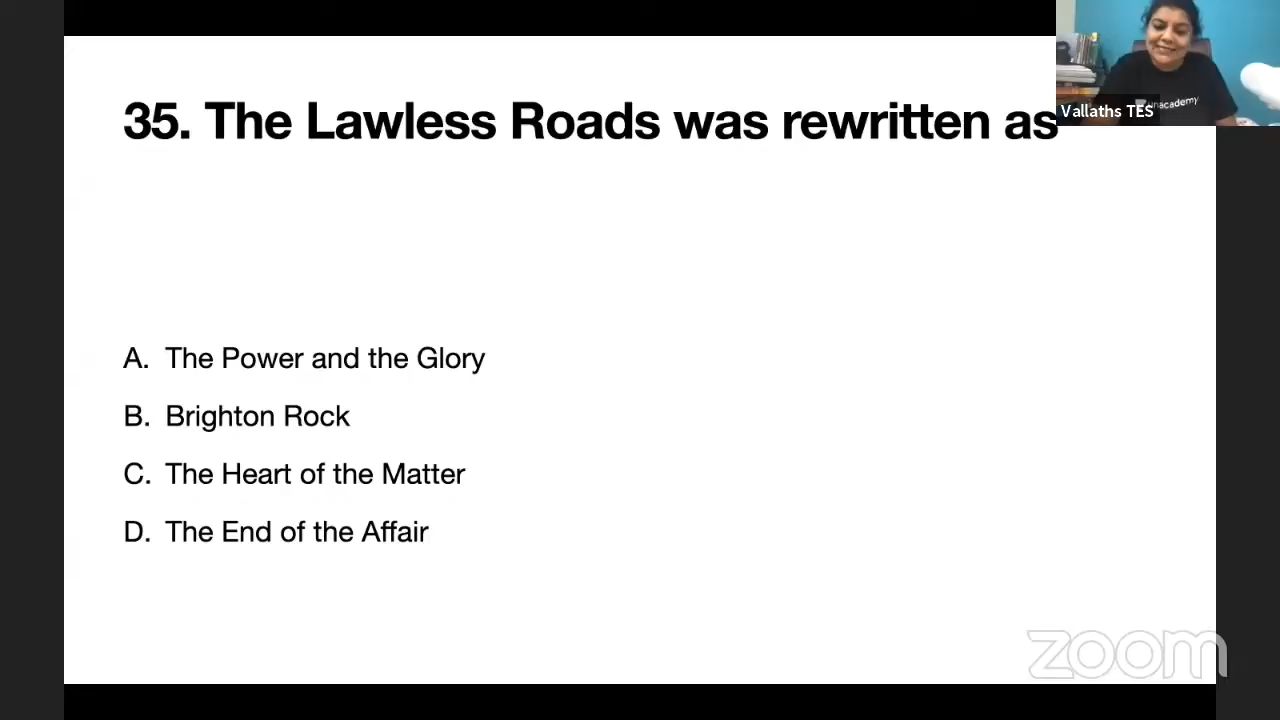 35. The Lawless Roads was rewritten as
unacademy
Vallaths TES
A. The Power and the Glory
B. Brighton Rock
C. The Heart of the Matter
D. The End of the Affair
zoom